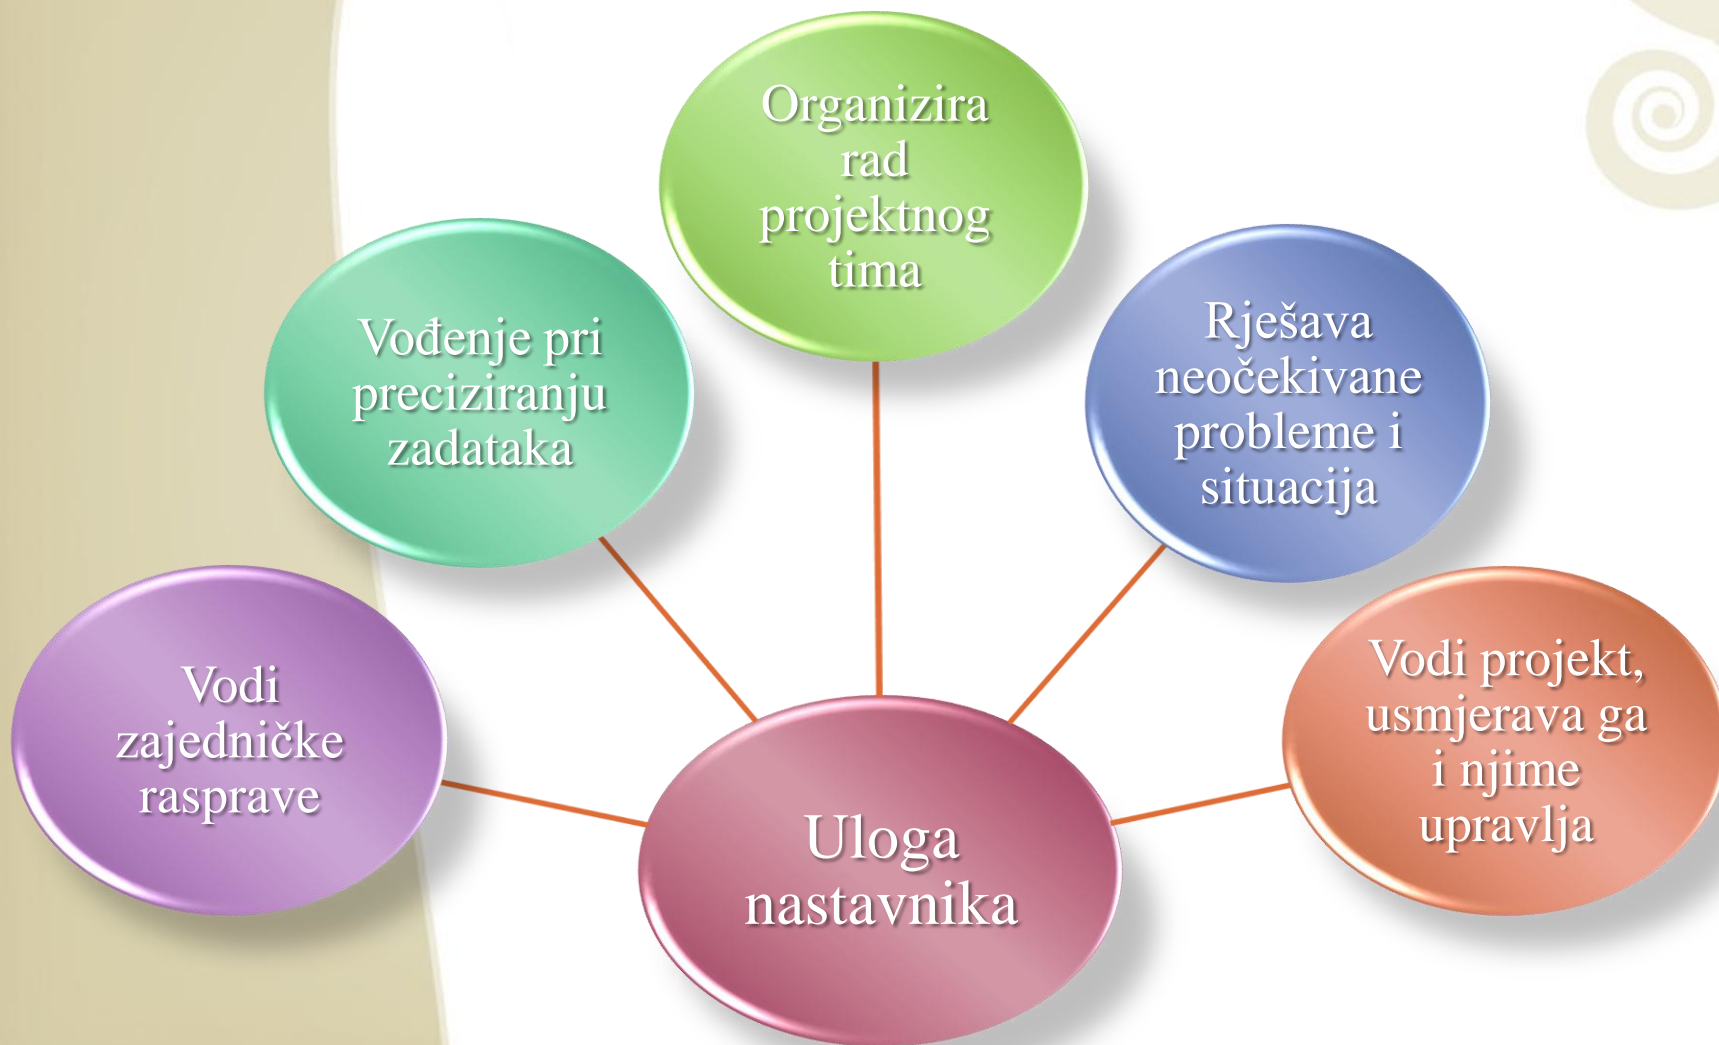 Organizira
rad
projektnog
tima
Vođenje pri
preciziranju
zadataka
Rješava
neočekivane
probleme i
situacija
Vodi
zajedničke
rasprave
Vodi projekt,
usmjerava ga
i njime
upravlja
Uloga
nastavnika